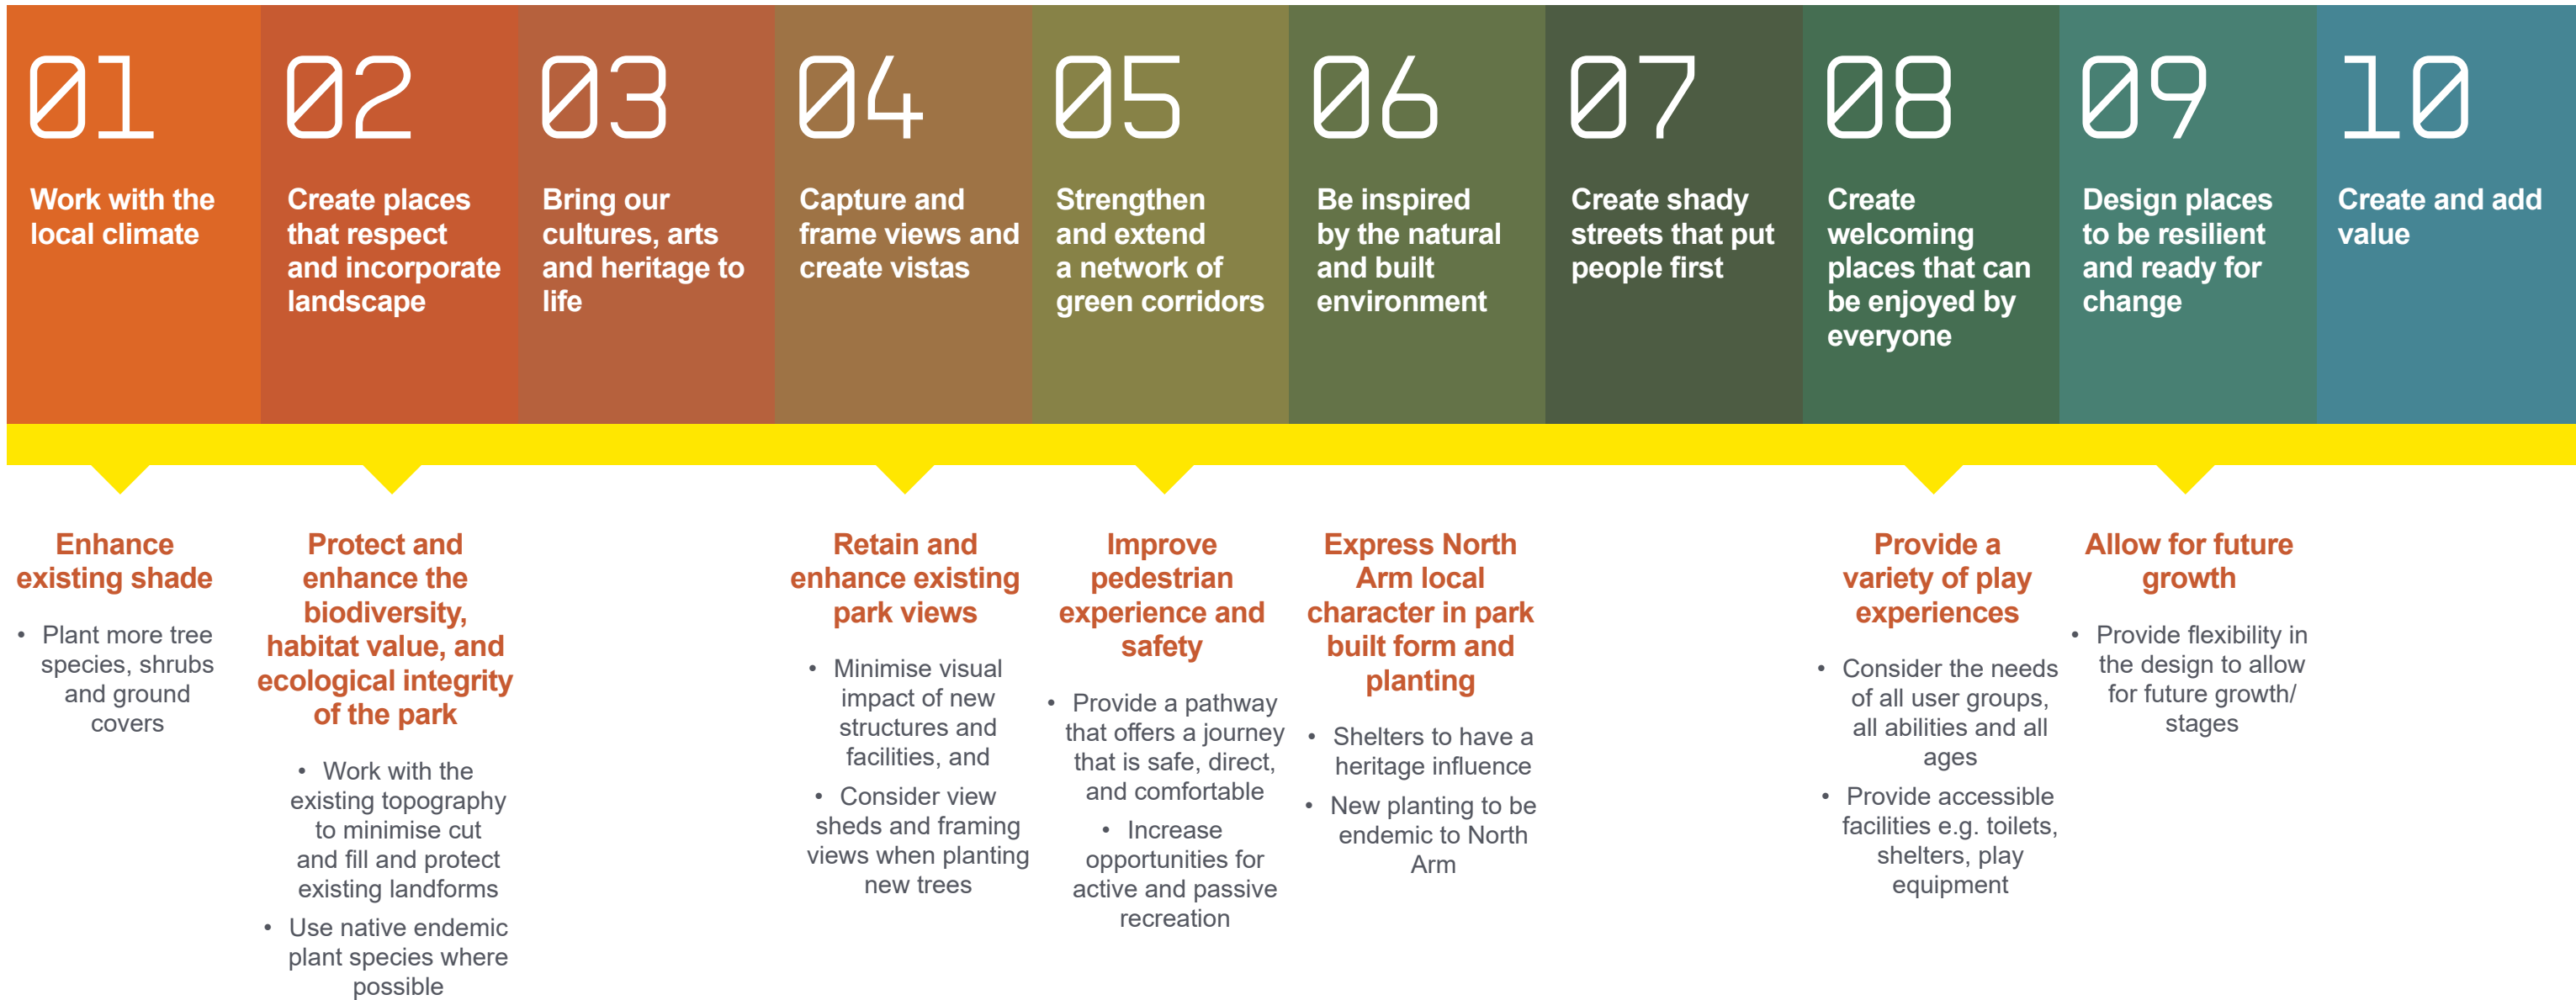 01
Work with the
local climate
02
Create places
that respect
and incorporate
landscape
03
Bring our
cultures, arts
and heritage to
life
04
Capture and
frame views and
create vistas
05
Strengthen
and extend
a network of
green corridors
06
Be inspired
by the natural
and built
environment
07
Create shady
streets that put
people first
08
Create
welcoming
places that can
be enjoyed by
everyone
09
Design places
to be resilient
and ready for
change
10
Create and add
value
Enhance
existing shade
• Plant more tree
species, shrubs
and ground
covers
Protect and
enhance the
biodiversity,
habitat value, and
ecological integrity
of the park
• Work with the
existing topography
to minimise cut
and fill and protect
existing landforms
• Use native endemic
plant species where
possible
Retain and
enhance existing
park views
• Minimise visual
impact of new
structures and
facilities, and
• Consider view
sheds and framing
views when planting
new trees
Improve
pedestrian
experience and
safety
• Provide a pathway
that offers a journey
that is safe, direct,
and comfortable
• Increase
opportunities for
active and passive
recreation
Express North
Arm local
character in park
built form and
planting
• Shelters to have a
heritage influence
• New planting to be
endemic to North
Arm
Provide a
variety of play
experiences
• Consider the needs
of all user groups,
all abilities and all
ages
• Provide accessible
facilities e.g. toilets,
shelters, play
equipment
Allow for future
growth
• Provide flexibility in
the design to allow
for future growth/
stages